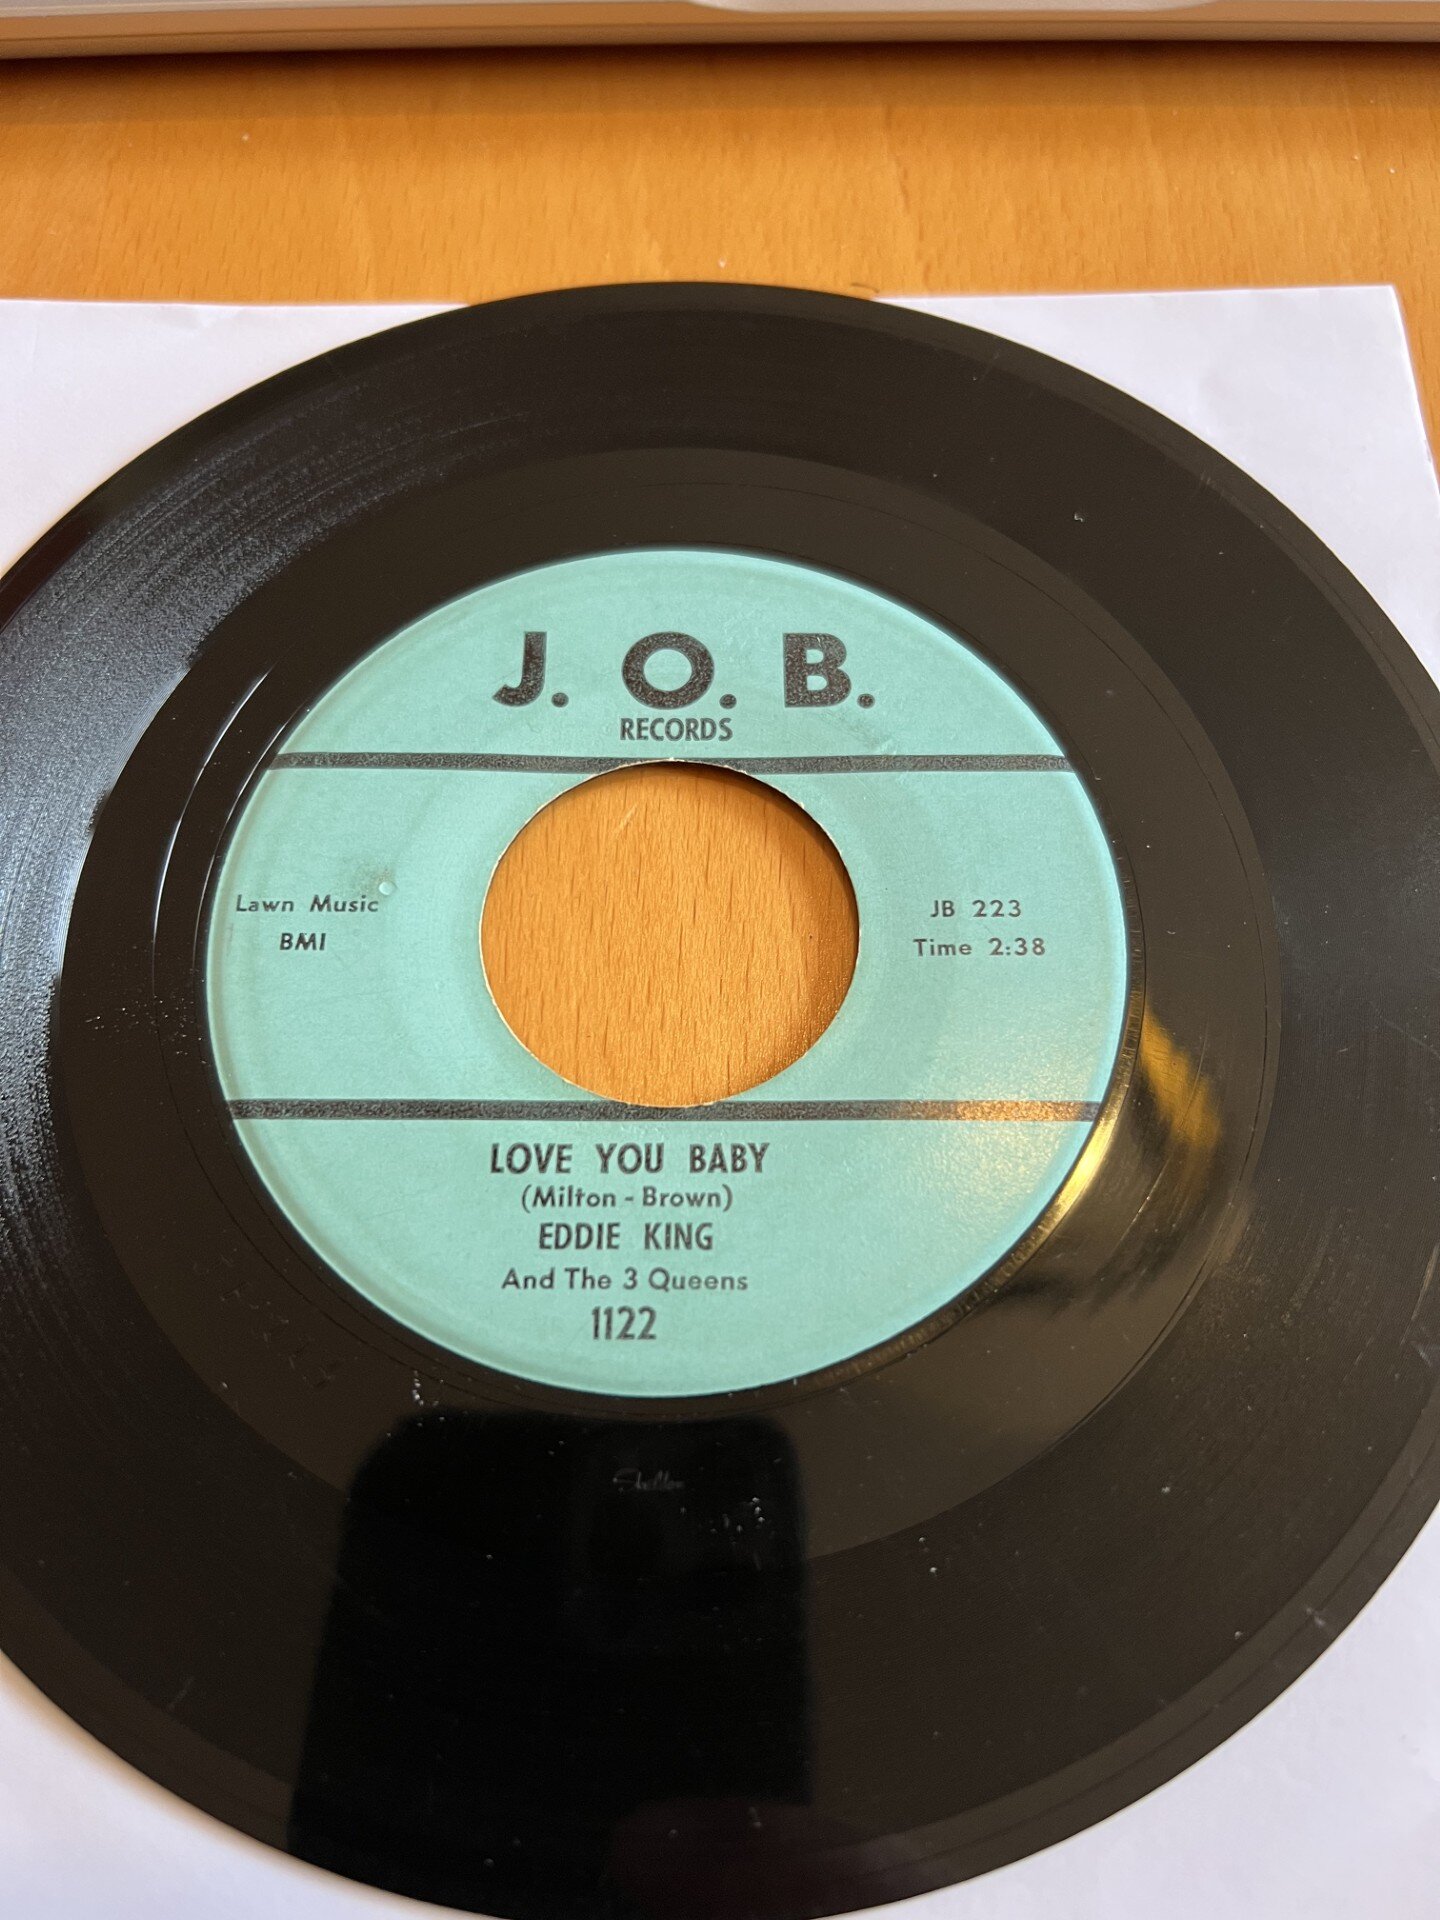 J. O. B.
RECORDS
Lawn Music
BMI
JB 223
Time 2:38
LOVE YOU BABY
(Milton - Brown)
EDDIE KING
And The 3 Queens
1122